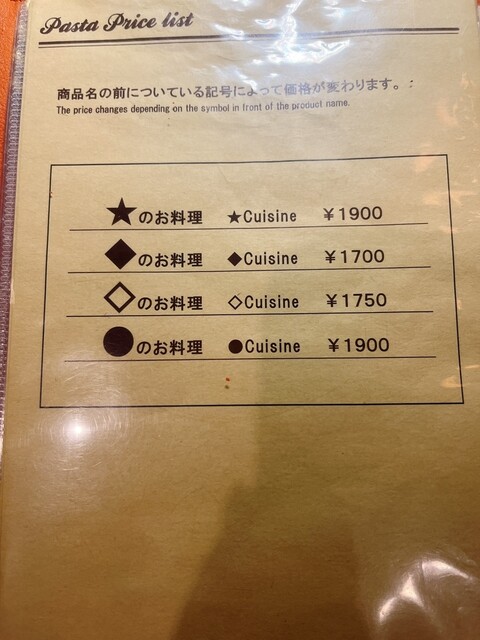 Pasta Price list
商品名の前についている記号によって価格が変わります。：
The price changes depending on the symbol in front of the product name.
★のお料理 ★Cuisine ￥1900
◆のお料理 ◆Cuisine ￥1700
◇のお料理 ◇Cuisine ￥1750
●のお料理 ●Cuisine ￥1900